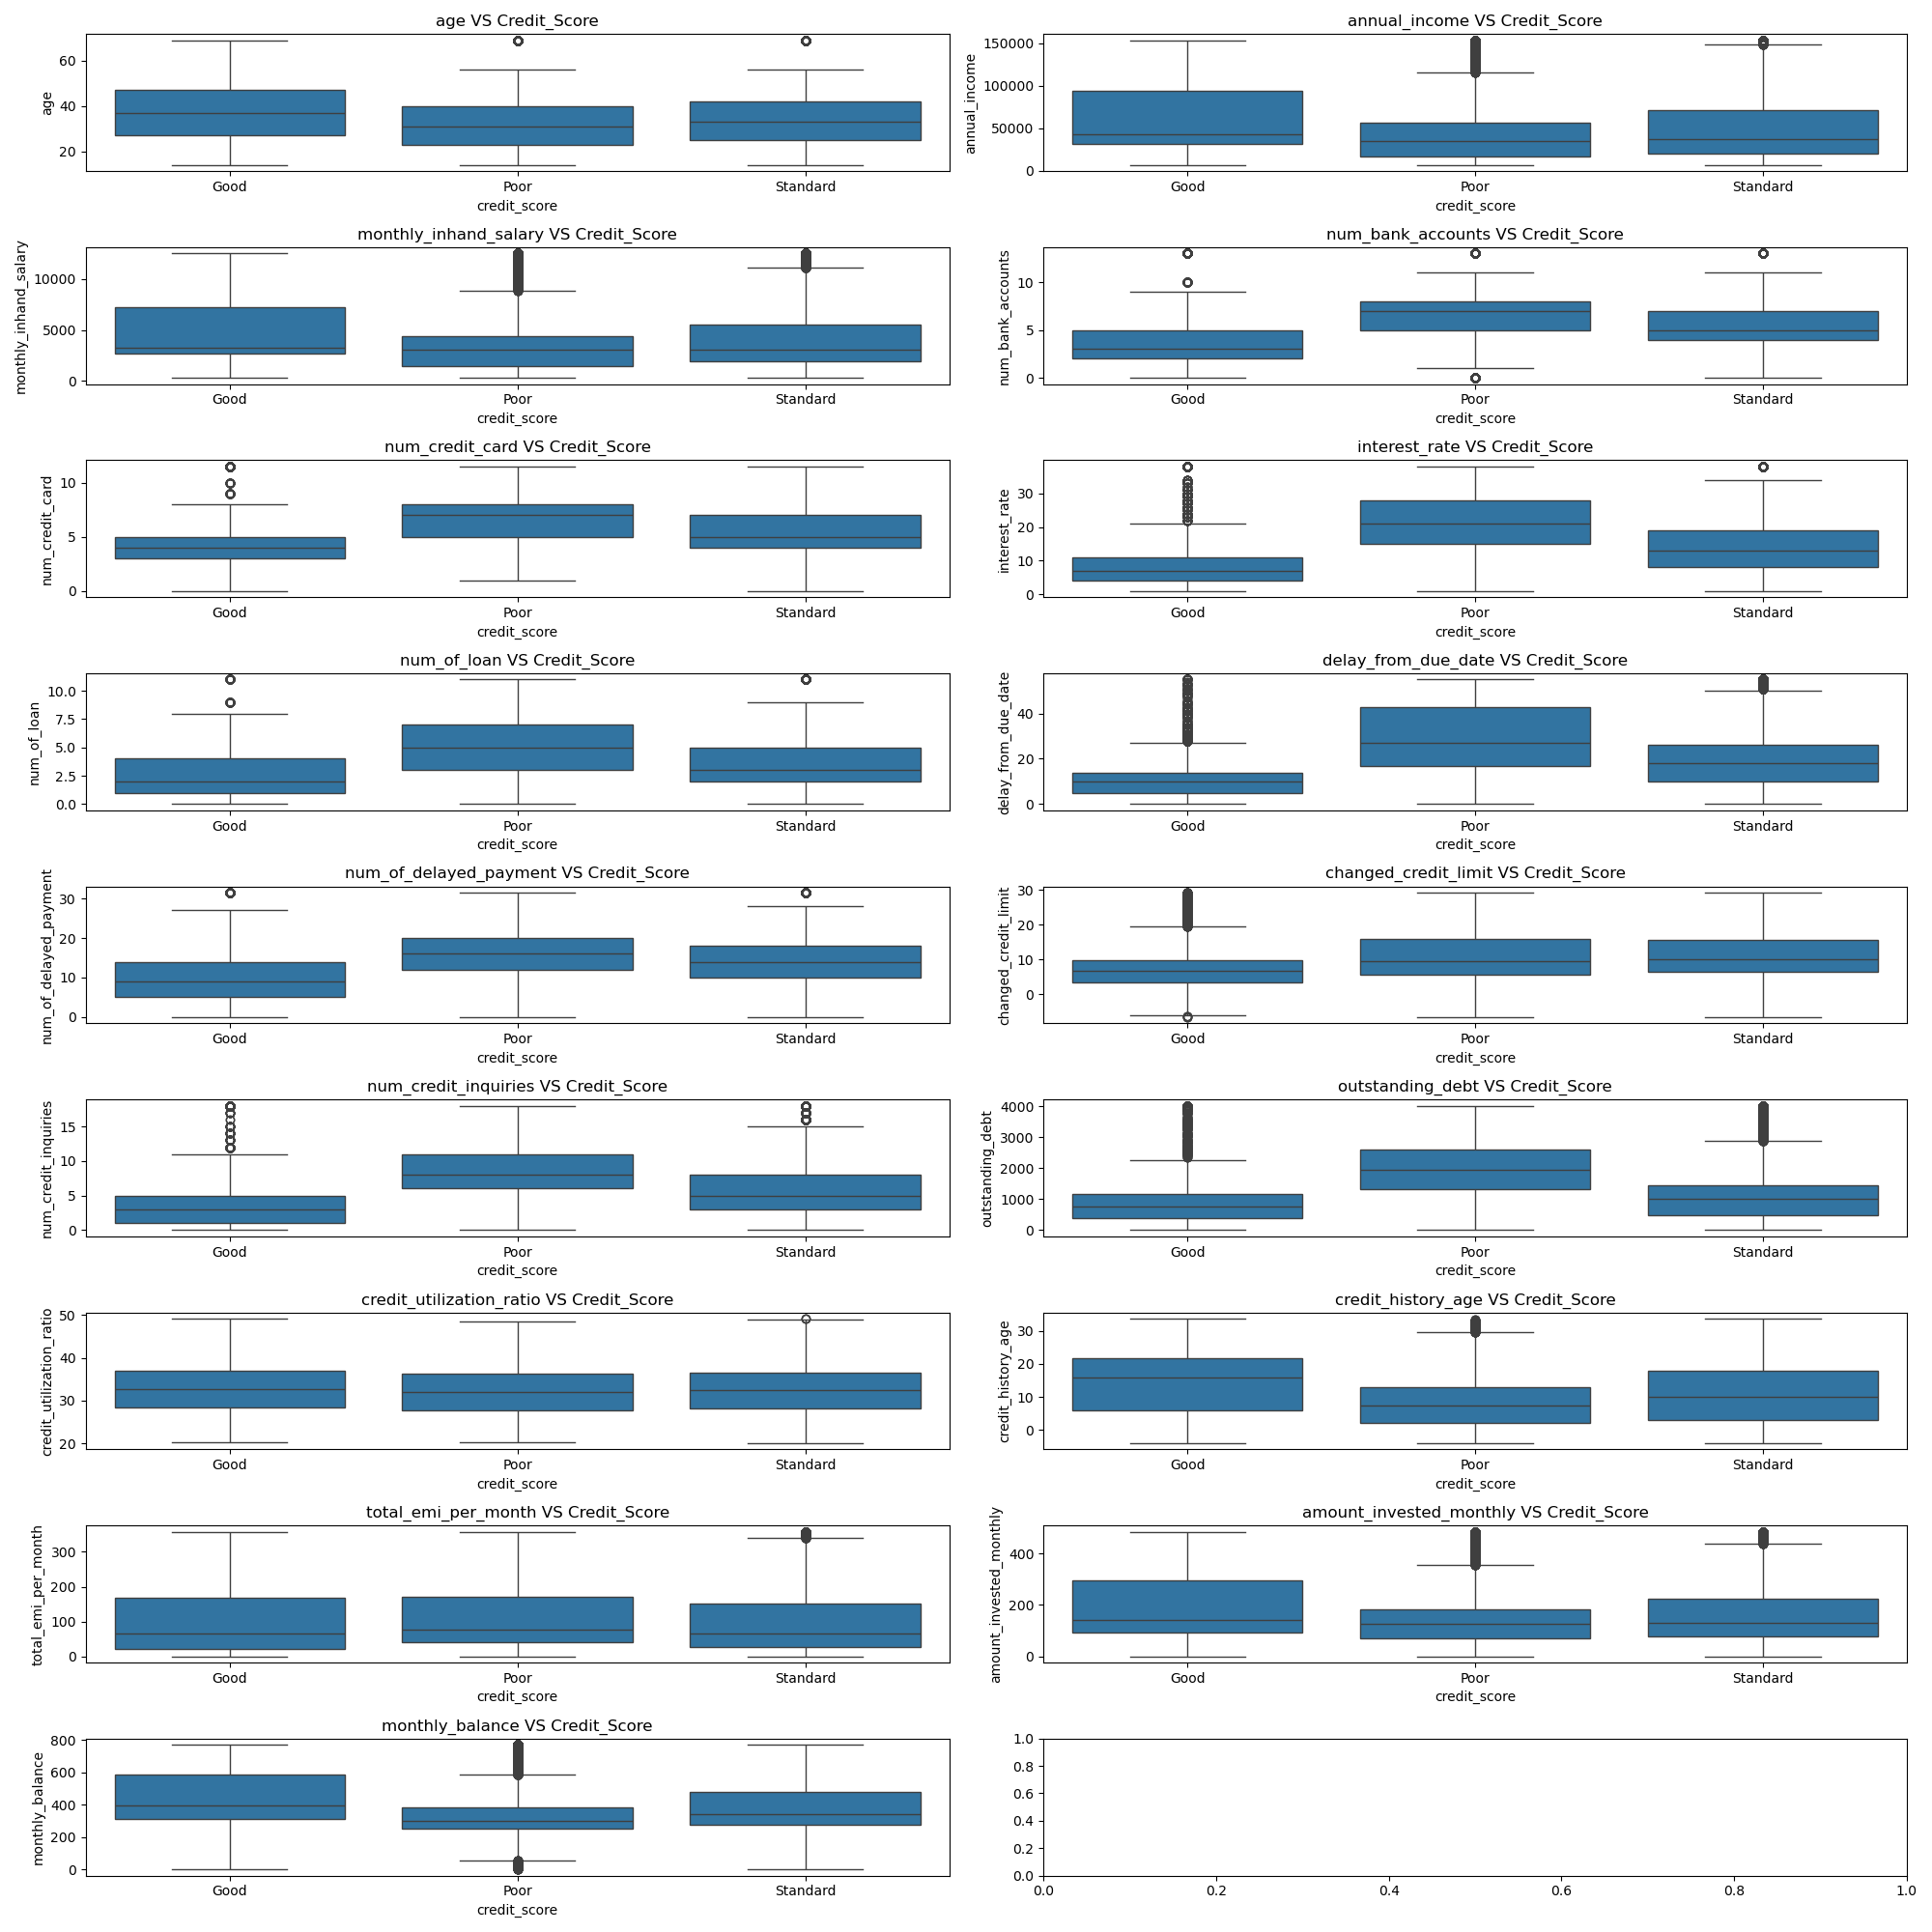 age VS Credit_Score
age
60
40
20
Good Poor Standard
credit_score
annual_income VS Credit_Score
annual_income
150000
100000
50000
0
Good Poor Standard
credit_score
monthly_inhand_salary VS Credit_Score
monthly_inhand_salary
10000
5000
0
Good Poor Standard
credit_score
num_bank_accounts VS Credit_Score
num_bank_accounts
10
5
0
Good Poor Standard
credit_score
num_credit_card VS Credit_Score
num_credit_card
10
5
0
Good Poor Standard
credit_score
interest_rate VS Credit_Score
interest_rate
30
20
10
0
Good Poor Standard
credit_score
num_of_loan VS Credit_Score
num_of_loan
10.0
7.5
5.0
2.5
0.0
Good Poor Standard
credit_score
delay_from_due_date VS Credit_Score
delay_from_due_date
40
20
0
Good Poor Standard
credit_score
num_of_delayed_payment VS Credit_Score
num_of_delayed_payment
30
20
10
0
Good Poor Standard
credit_score
changed_credit_limit VS Credit_Score
changed_credit_limit
30
20
10
0
Good Poor Standard
credit_score
num_credit_inquiries VS Credit_Score
num_credit_inquiries
15
10
5
0
Good Poor Standard
credit_score
outstanding_debt VS Credit_Score
outstanding_debt
4000
3000
2000
1000
0
Good Poor Standard
credit_score
credit_utilization_ratio VS Credit_Score
credit_utilization_ratio
50
40
30
20
Good Poor Standard
credit_score
credit_history_age VS Credit_Score
credit_history_age
30
20
10
0
Good Poor Standard
credit_score
total_emi_per_month VS Credit_Score
total_emi_per_month
300
200
100
0
Good Poor Standard
credit_score
amount_invested_monthly VS Credit_Score
amount_invested_monthly
400
200
0
Good Poor Standard
credit_score
monthly_balance VS Credit_Score
monthly_balance
800
600
400
200
0
Good Poor Standard
credit_score
1.0
0.8
0.6
0.4
0.2
0.0
0.0 0.2 0.4 0.6 0.8 1.0